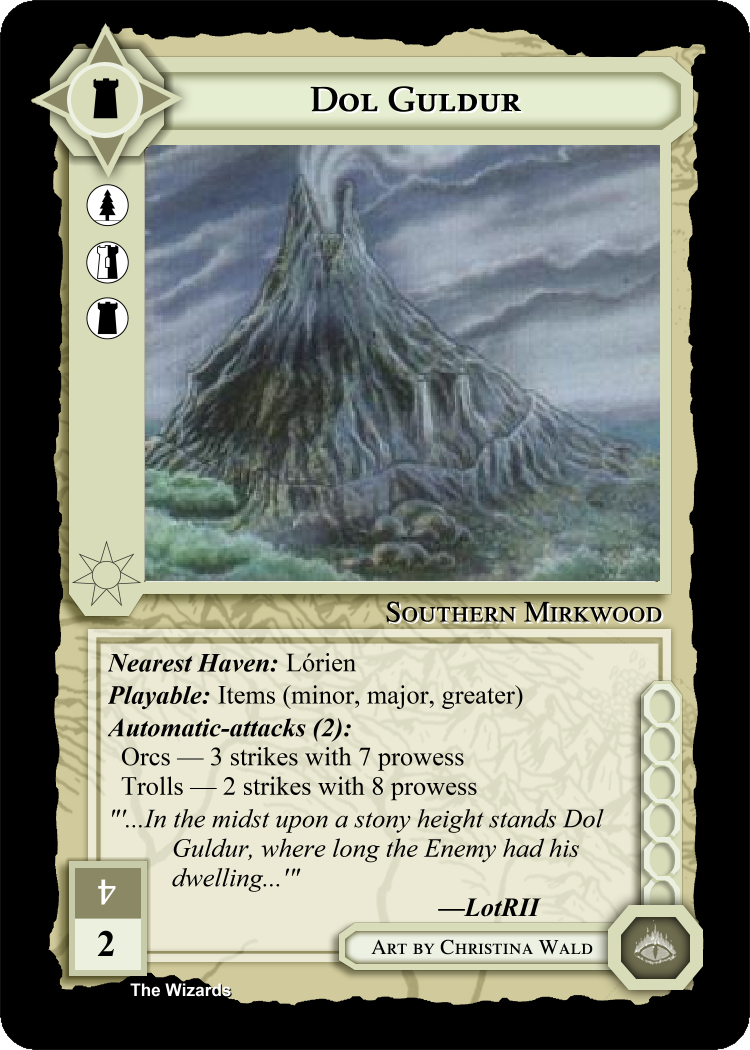 Dol Guldur
Southern Mirkwood
Nearest Haven: Lórien
Playable: Items (minor, major, greater)
Automatic-attacks (2):
Orcs — 3 strikes with 7 prowess
Trolls — 2 strikes with 8 prowess
"'...In the midst upon a stony height stands Dol
Guldur, where long the Enemy had his
dwelling...'"
—LotRII
4
2
Art by Christina Wald
The Wizards